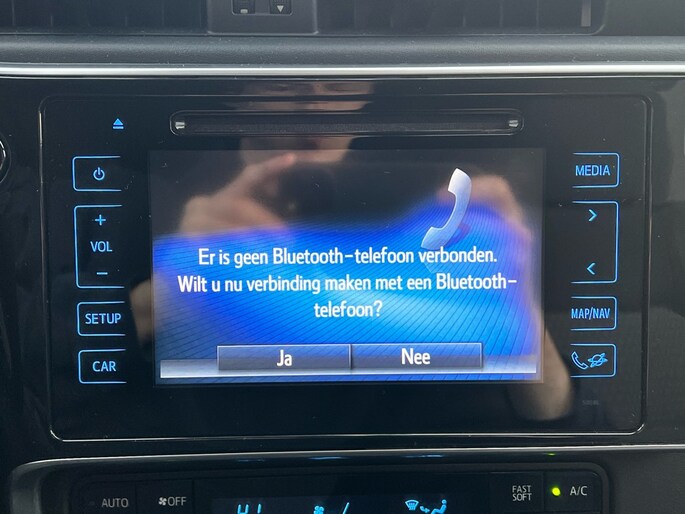 MEDIA
+
VOL
−
SETUP
CAR
Er is geen Bluetooth-telefoon verbonden.
Wilt u nu verbinding maken met een Bluetooth-
telefoon?
Ja
Nee
MAP/NAV
AUTO
OFF
FAST
SOFT
A/C